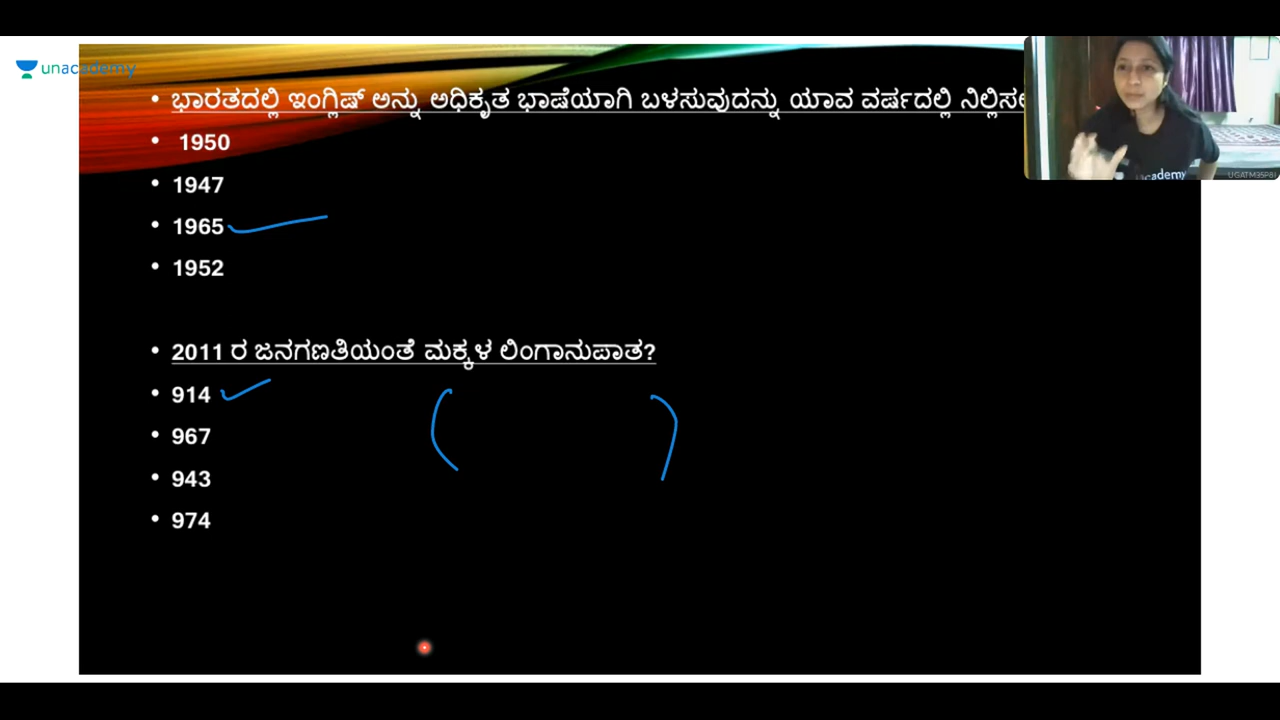 unacademy
• ಭಾರತದಲ್ಲಿ ಇಂಗ್ಲಿಷ್ ಅನ್ನು ಅಧಿಕೃತ ಭಾಷೆಯಾಗಿ ಬಳಸುವುದನ್ನು ಯಾವ ವರ್ಷದಲ್ಲಿ
• 1950
• 1947
• 1965
• 1952
• 2011 ರ ಜನಗಣತಿಯಂತೆ ಮಕ್ಕಳ ಲಿಂಗಾನುಪಾತ?
• 914
• 967
• 943
• 974
UGATM35P8I